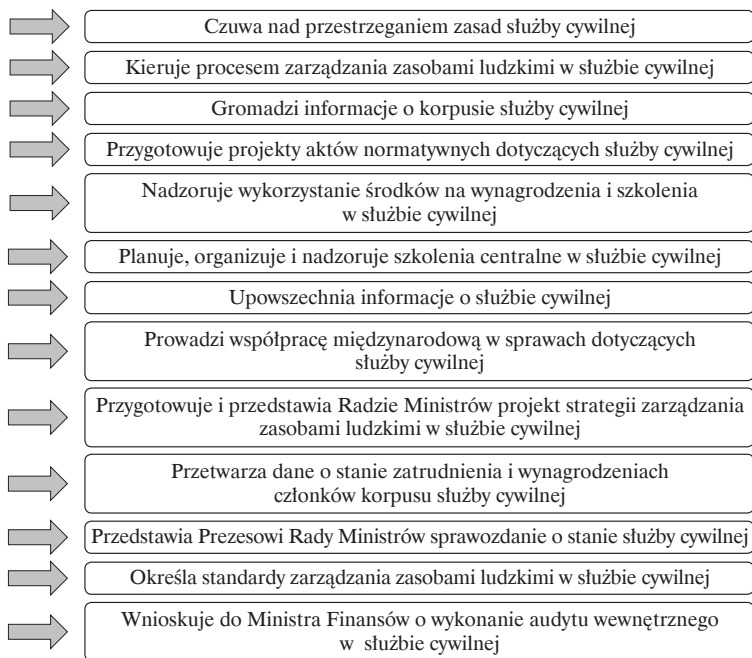 Czuwa nad przestrzeganiem zasad służby cywilnej
Kieruje procesem zarządzania zasobami ludzkimi w służbie cywilnej
Gromadzi informacje o korpusie służby cywilnej
Przygotowuje projekty aktów normatywnych dotyczących służby cywilnej
Nadzoruje wykorzystanie środków na wynagrodzenia i szkolenia
w służbie cywilnej
Planuje, organizuje i nadzoruje szkolenia centralne w służbie cywilnej
Upowszechnia informacje o służbie cywilnej
Prowadzi współpracę międzynarodową w sprawach dotyczących
służby cywilnej
Przygotowuje i przedstawia Radzie Ministrów projekt strategii zarządzania
zasobami ludzkimi w służbie cywilnej
Przetwarza dane o stanie zatrudnienia i wynagrodzeniach
członków korpusu służby cywilnej
Przedstawia Prezesowi Rady Ministrów sprawozdanie o stanie służby cywilnej
Określa standardy zarządzania zasobami ludzkimi w służbie cywilnej
Wnioskuje do Ministra Finansów o wykonanie audytu wewnętrznego
w służbie cywilnej